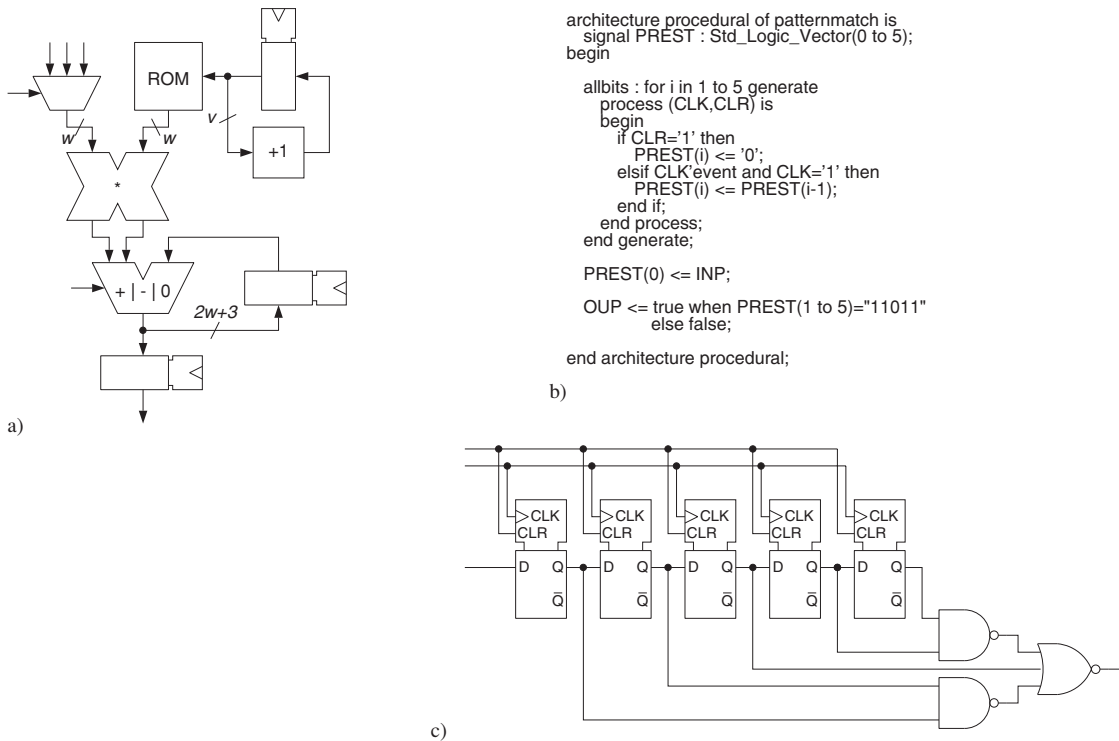 ROM
v
w
w
+1
*
+ | - | 0
2w+3
a)
architecture procedural of patternmatch is
signal PREST : Std_Logic_Vector(0 to 5);
begin
allbits : for i in 1 to 5 generate
process (CLK,CLR) is
begin
if CLR='1' then
PREST(i) <= '0';
elsif CLK'event and CLK='1' then
PREST(i) <= PREST(i-1);
end if;
end process;
end generate;
PREST(0) <= INP;
OUP <= true when PREST(1 to 5)="11011"
else false;
end architecture procedural;
b)
CLK
CLR
D Q
Q̅
CLK
CLR
D Q
Q̅
CLK
CLR
D Q
Q̅
CLK
CLR
D Q
Q̅
CLK
CLR
D Q
Q̅
c)